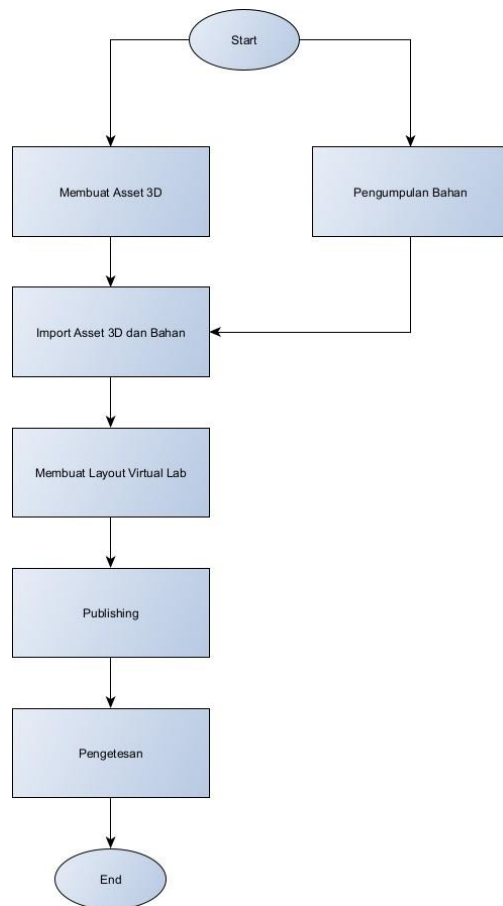 Start
Membuat Asset 3D
Pengumpulan Bahan
Import Asset 3D dan Bahan
Membuat Layout Virtual Lab
Publishing
Pengetesan
End